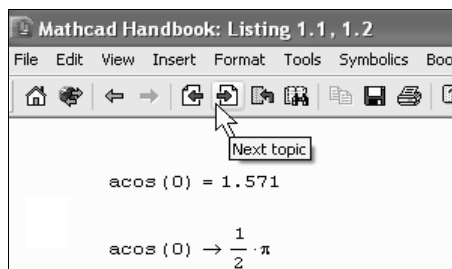 Mathcad Handbook: Listing 1.1, 1.2
File Edit View Insert Format Tools Symbolics Boo
Next topic
acos (0) = 1.571
acos (0) → 1/2 · π